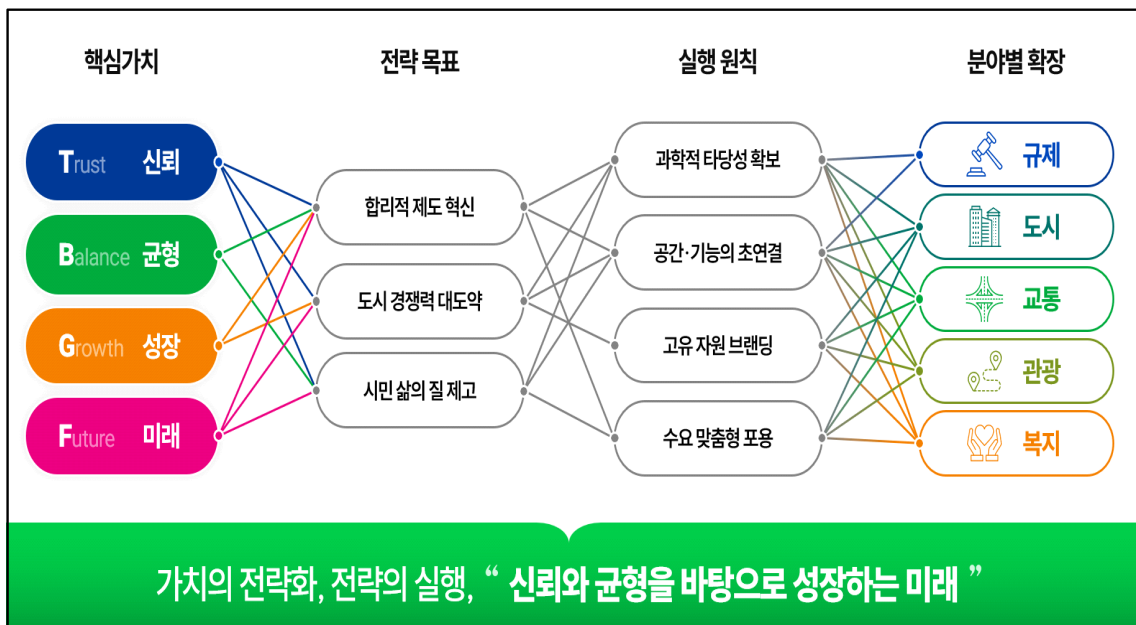 핵심가치
전략 목표
실행 원칙
분야별 확장
Trust 신뢰
Balance 균형
Growth 성장
Future 미래
합리적 제도 혁신
도시 경쟁력 대도약
시민 삶의 질 제고
과학적 타당성 확보
공간·기능의 초연결
고유 자원 브랜딩
수요 맞춤형 포용
규제
도시
교통
관광
복지
가치의 전략화, 전략의 실행, “ 신뢰와 균형을 바탕으로 성장하는 미래 ”